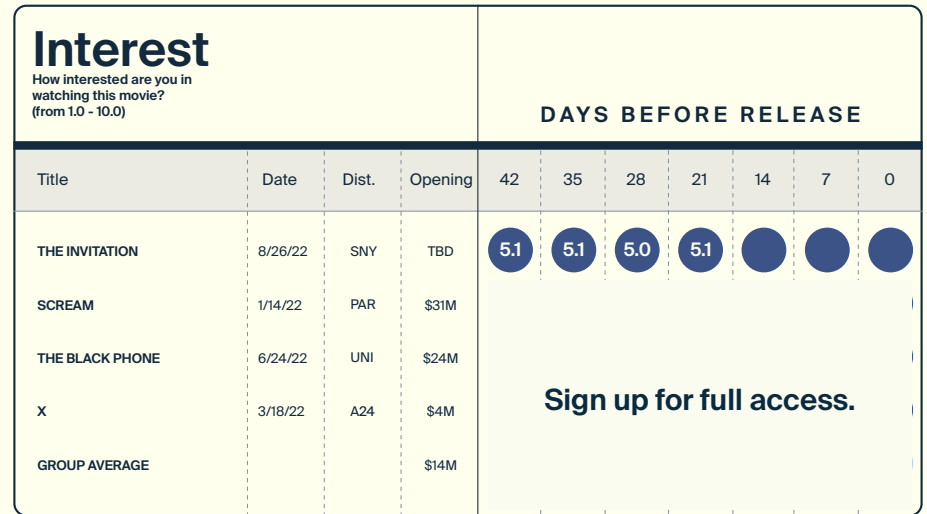 Interest
How interested are you in
watching this movie?
(from 1.0 - 10.0)
DAYS BEFORE RELEASE
Title Date Dist. Opening 42 35 28 21 14 7 0
THE INVITATION 8/26/22 SNY TBD 5.1 5.1 5.0 5.1
SCREAM 1/14/22 PAR $31M
THE BLACK PHONE 6/24/22 UNI $24M
Sign up for full access.
X 3/18/22 A24 $4M
GROUP AVERAGE $14M